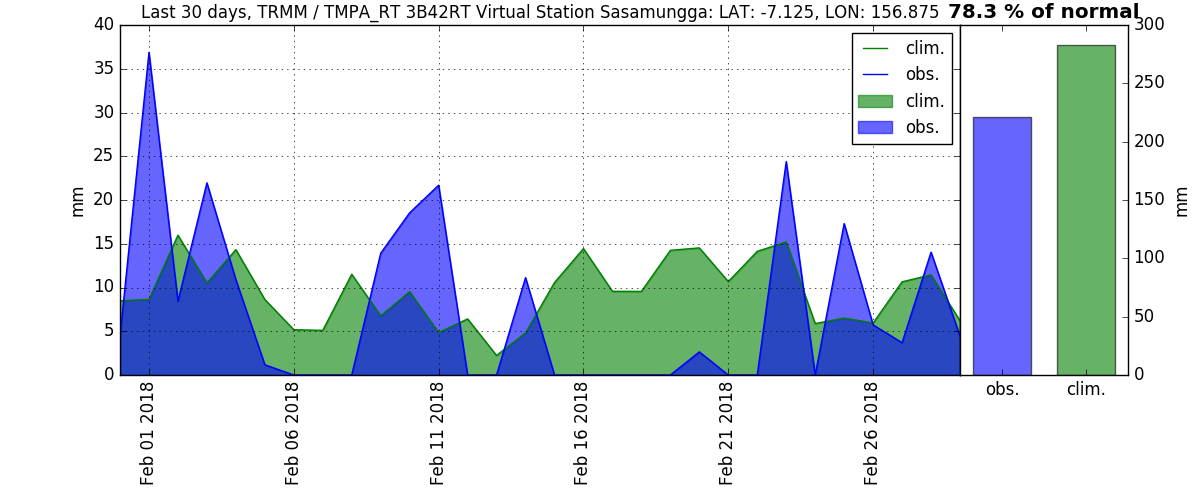 Last 30 days, TRMM / TMPA_RT 3B42RT Virtual Station Sasamungga: LAT: -7.125, LON: 156.875
78.3 % of normal
40
35
30
25
20
15
10
5
0
mm
clim.
obs.
clim.
obs.
Feb 01 2018
Feb 06 2018
Feb 11 2018
Feb 16 2018
Feb 21 2018
Feb 26 2018
300
250
200
150
100
50
0
mm
obs.
clim.